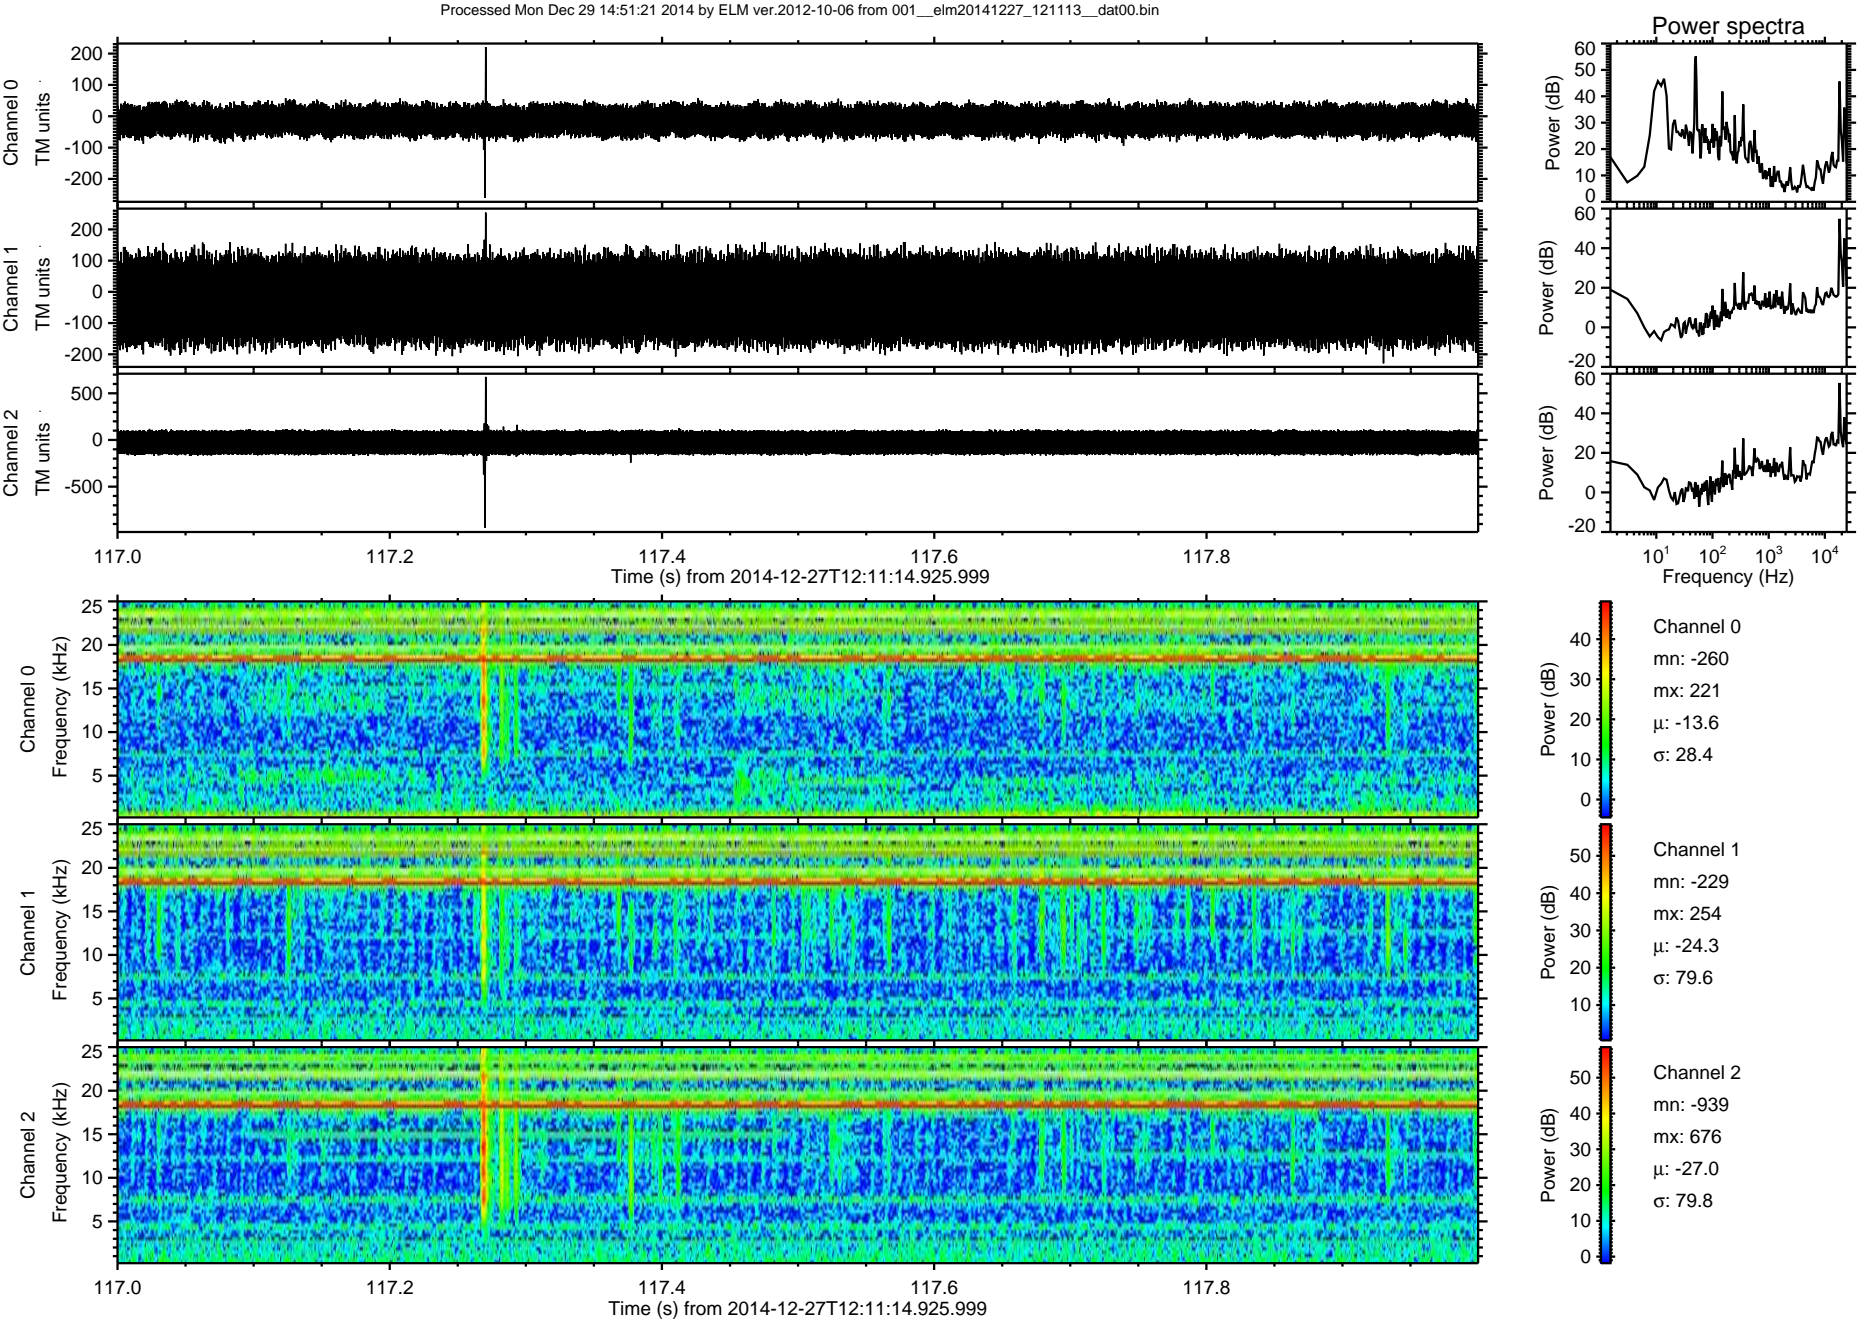 Processed Mon Dec 29 14:51:21 2014 by ELM ver.2012-10-06 from 001__elm20141227_121113__dat00.bin
Power spectra
Channel 0
TM units
200
100
0
-100
-200
Power (dB)
60
50
40
30
20
10
0
Channel 1
TM units
200
100
0
-100
-200
Power (dB)
60
40
20
0
-20
Channel 2
TM units
500
0
-500
Power (dB)
60
40
20
0
-20
117.0 117.2 117.4 117.6 117.8
Time (s) from 2014-12-27T12:11:14.925.999
10¹ 10² 10³ 10⁴
Frequency (Hz)
Channel 0
Frequency (kHz)
25
20
15
10
5
Power (dB)
40
30
20
10
0
Channel 0
mn: -260
mx: 221
μ: -13.6
σ: 28.4
Channel 1
Frequency (kHz)
25
20
15
10
5
Power (dB)
50
40
30
20
10
Channel 1
mn: -229
mx: 254
μ: -24.3
σ: 79.6
Channel 2
Frequency (kHz)
25
20
15
10
5
Power (dB)
50
40
30
20
10
0
Channel 2
mn: -939
mx: 676
μ: -27.0
σ: 79.8
117.0 117.2 117.4 117.6 117.8
Time (s) from 2014-12-27T12:11:14.925.999